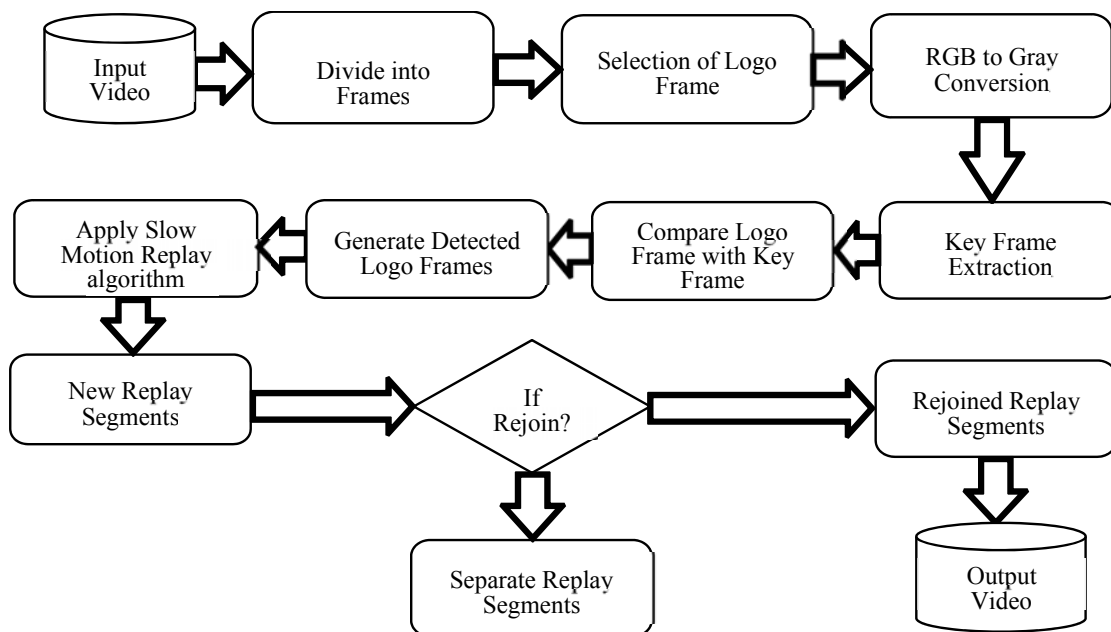 Input
Video
Divide into
Frames
Selection of Logo
Frame
RGB to Gray
Conversion
Key Frame
Extraction
Compare Logo
Frame with Key
Frame
Generate Detected
Logo Frames
Apply Slow
Motion Replay
algorithm
New Replay
Segments
If
Rejoin?
Rejoined Replay
Segments
Separate Replay
Segments
Output
Video